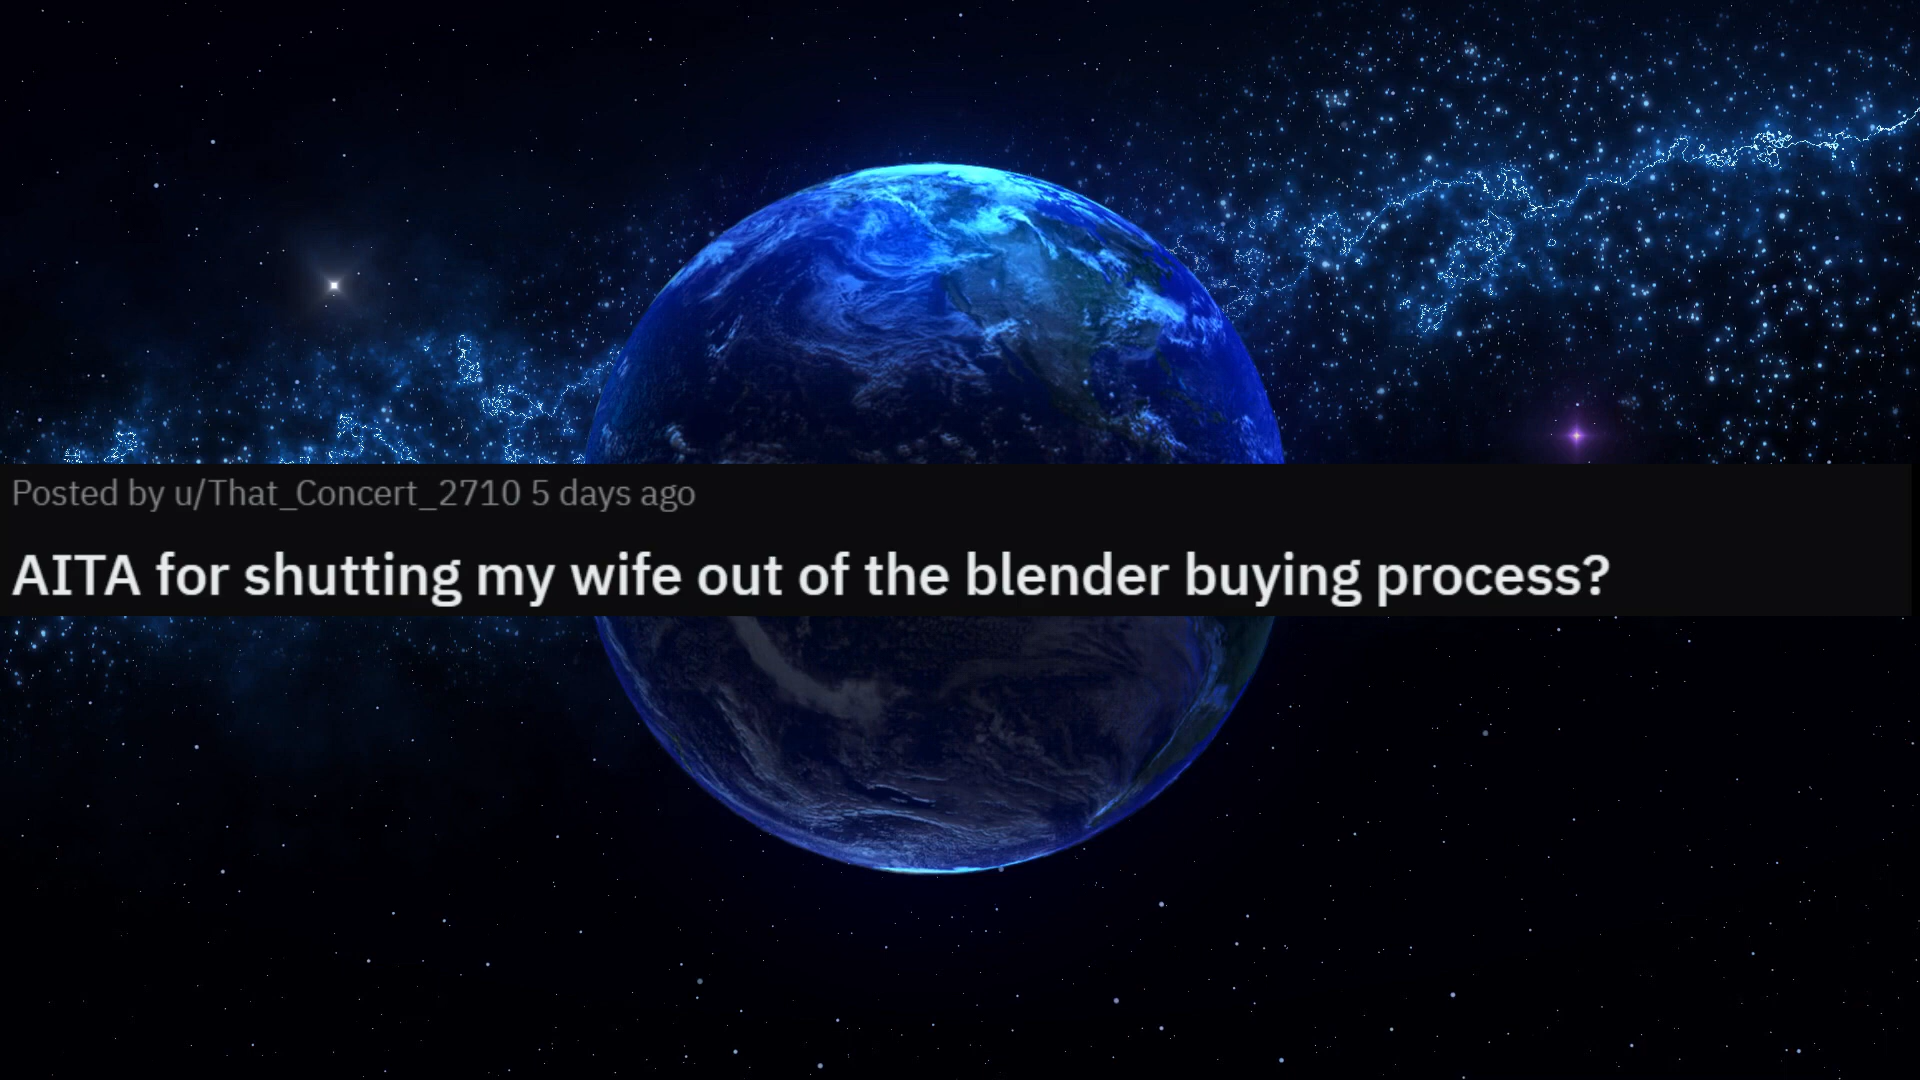 Posted by u/That_Concert_2710 5 days ago
AITA for shutting my wife out of the blender buying process?